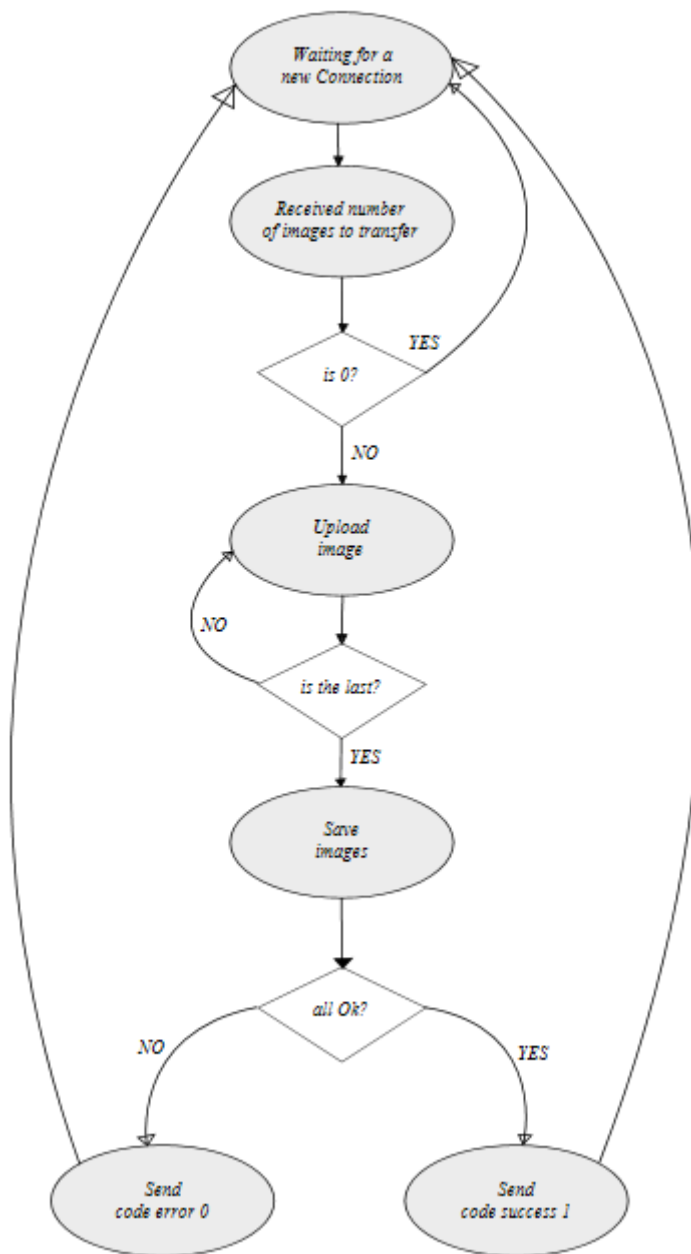 Waiting for a
new Connection
Received number
of images to transfer
YES
is 0?
NO
Upload
image
NO
is the last?
YES
Save
images
all Ok?
NO
YES
Send
code error 0
Send
code success 1